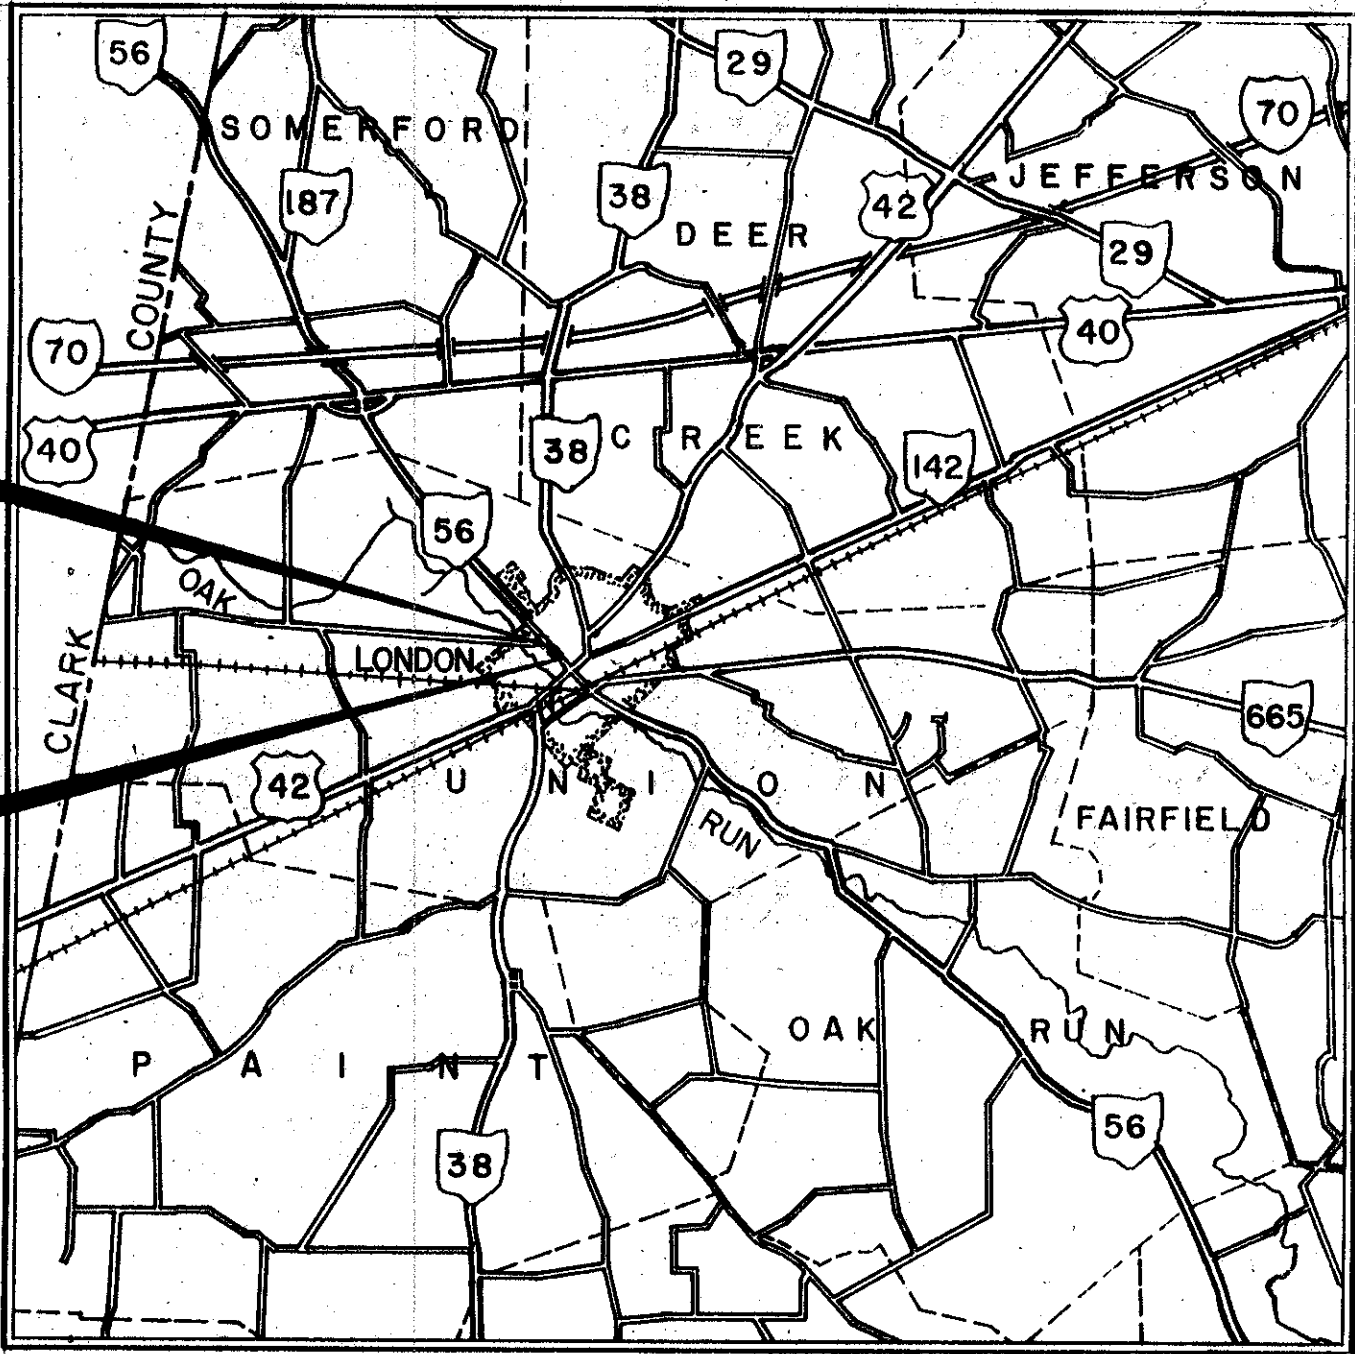 56
29
70
SOMERFORD
JEFFERSON
187
38
42
DEER
29
COUNTY
70
40
40
38
CREEK
142
56
OAK
CLARK
LONDON
665
42
UNION
RUN
FAIRFIELD
OAK RUN
PAINT
56
38